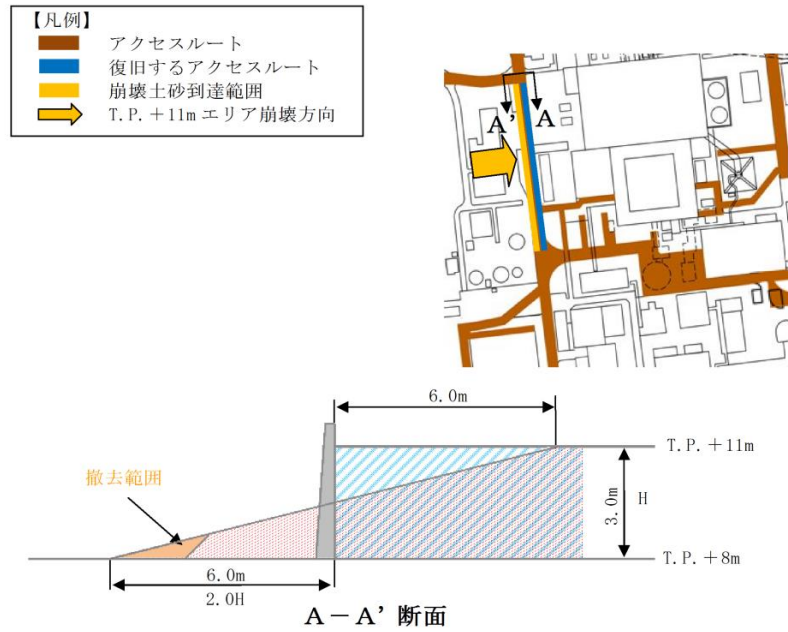 【凡例】
アクセスルート
復旧するアクセスルート
崩壊土砂到達範囲
T.P.＋11mエリア崩壊方向
A'
A
6.0m
T.P.＋11m
撤去範囲
3.0m
H
T.P.＋8m
6.0m
2.0H
A－A' 断面